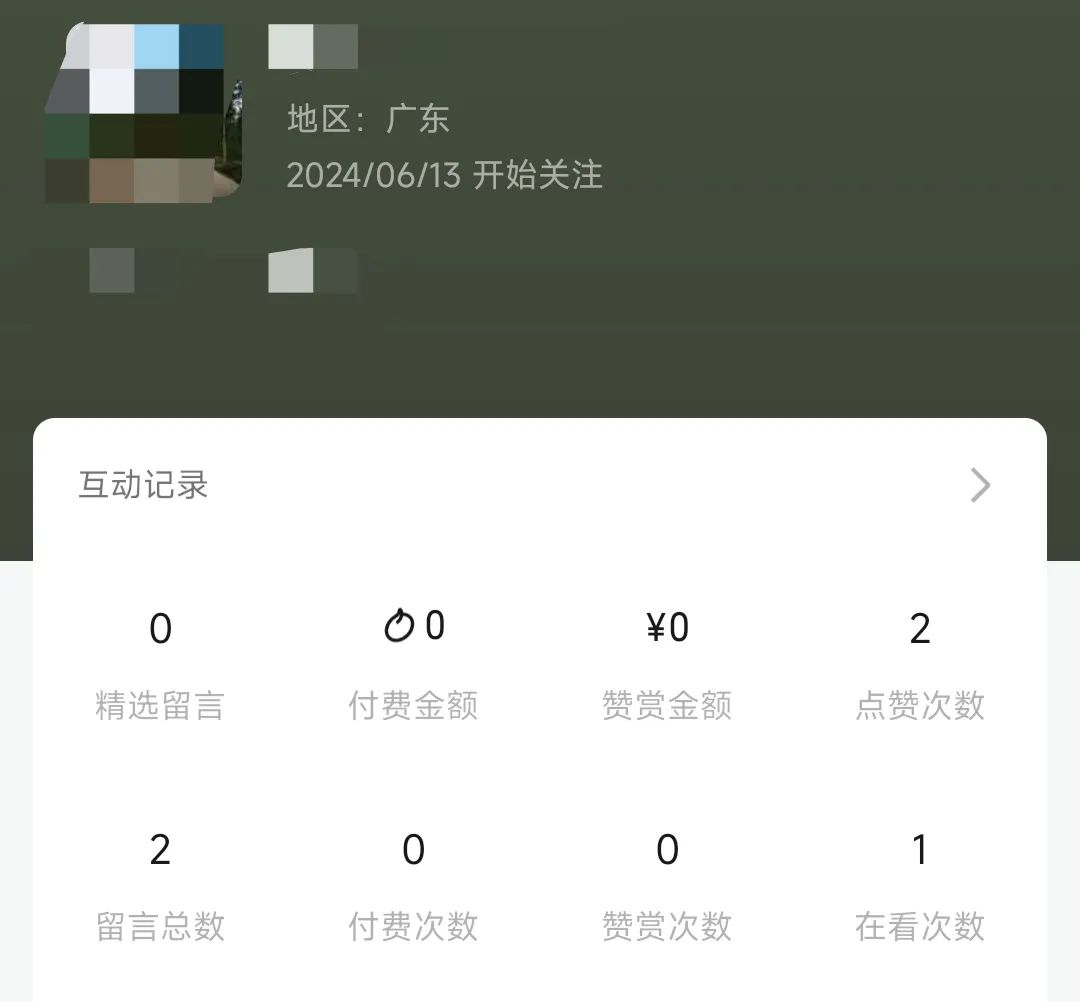 地区：广东
2024/06/13 开始关注
互动记录
0 0 ¥0 2
精选留言 付费金额 赞赏金额 点赞次数
2 0 0 1
留言总数 付费次数 赞赏次数 在看次数